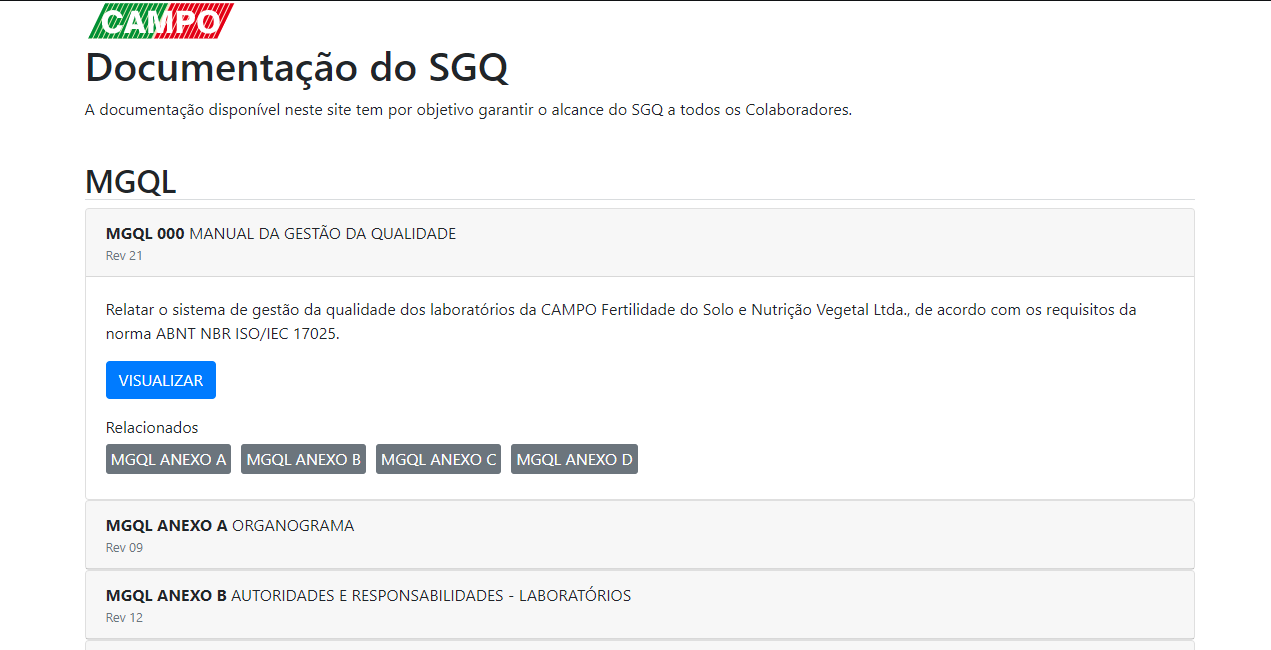 CAMPO
Documentação do SGQ
A documentação disponível neste site tem por objetivo garantir o alcance do SGQ a todos os Colaboradores.
MGQL
MGQL 000 MANUAL DA GESTÃO DA QUALIDADE
Rev 21
Relatar o sistema de gestão da qualidade dos laboratórios da CAMPO Fertilidade do Solo e Nutrição Vegetal Ltda., de acordo com os requisitos da
norma ABNT NBR ISO/IEC 17025.
VISUALIZAR
Relacionados
MGQL ANEXO A MGQL ANEXO B MGQL ANEXO C MGQL ANEXO D
MGQL ANEXO A ORGANOGRAMA
Rev 09
MGQL ANEXO B AUTORIDADES E RESPONSABILIDADES - LABORATÓRIOS
Rev 12